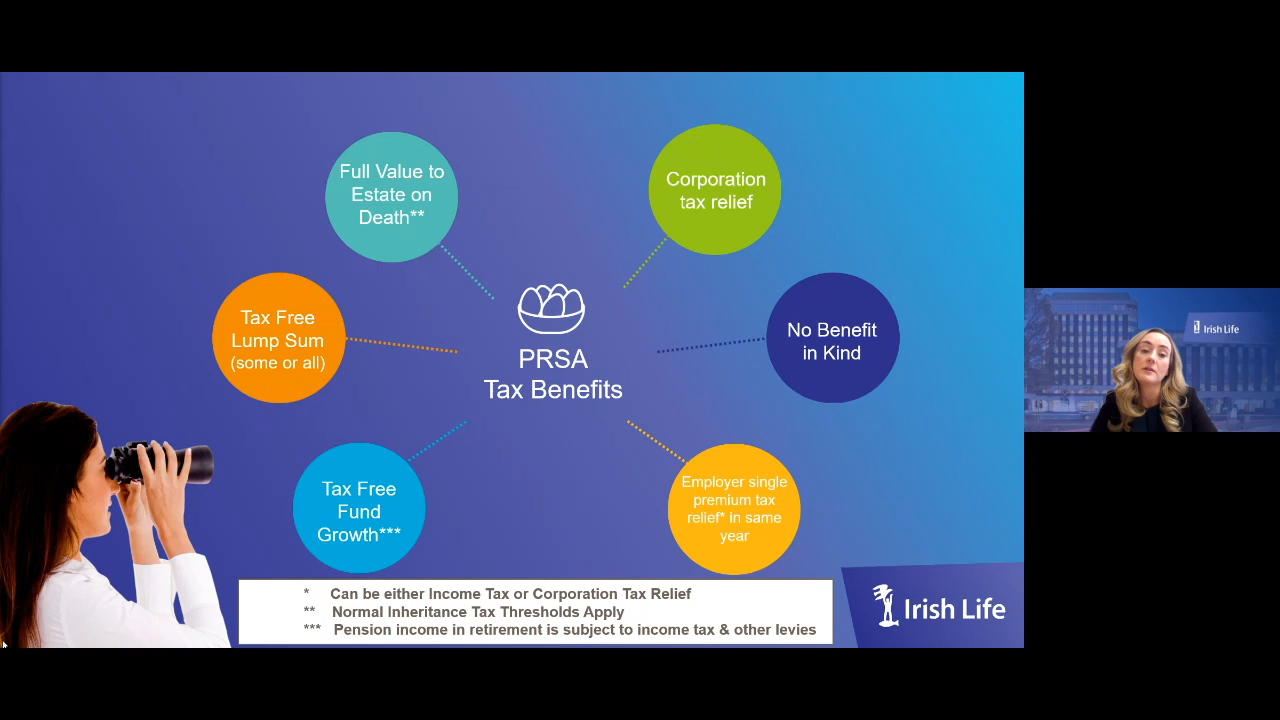 Full Value to
Estate on
Death**
Corporation
tax relief
Tax Free
Lump Sum
(some or all)
PRSA
Tax Benefits
No Benefit
in Kind
Tax Free
Fund
Growth***
Employer single
premium tax
relief* in same
year
* Can be either Income Tax or Corporation Tax Relief
** Normal Inheritance Tax Thresholds Apply
*** Pension income in retirement is subject to income tax & other levies
Irish Life
Irish Life